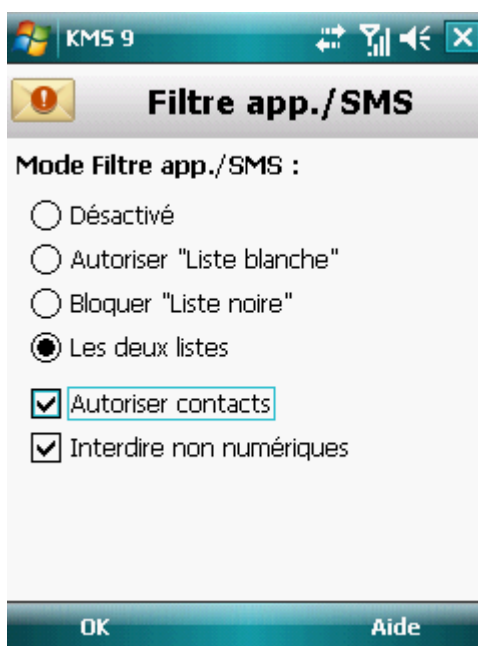 KMS 9
Filtre app./SMS
Mode Filtre app./SMS :
Désactivé
Autoriser "Liste blanche"
Bloquer "Liste noire"
Les deux listes
Autoriser contacts
Interdire non numériques
OK Aide